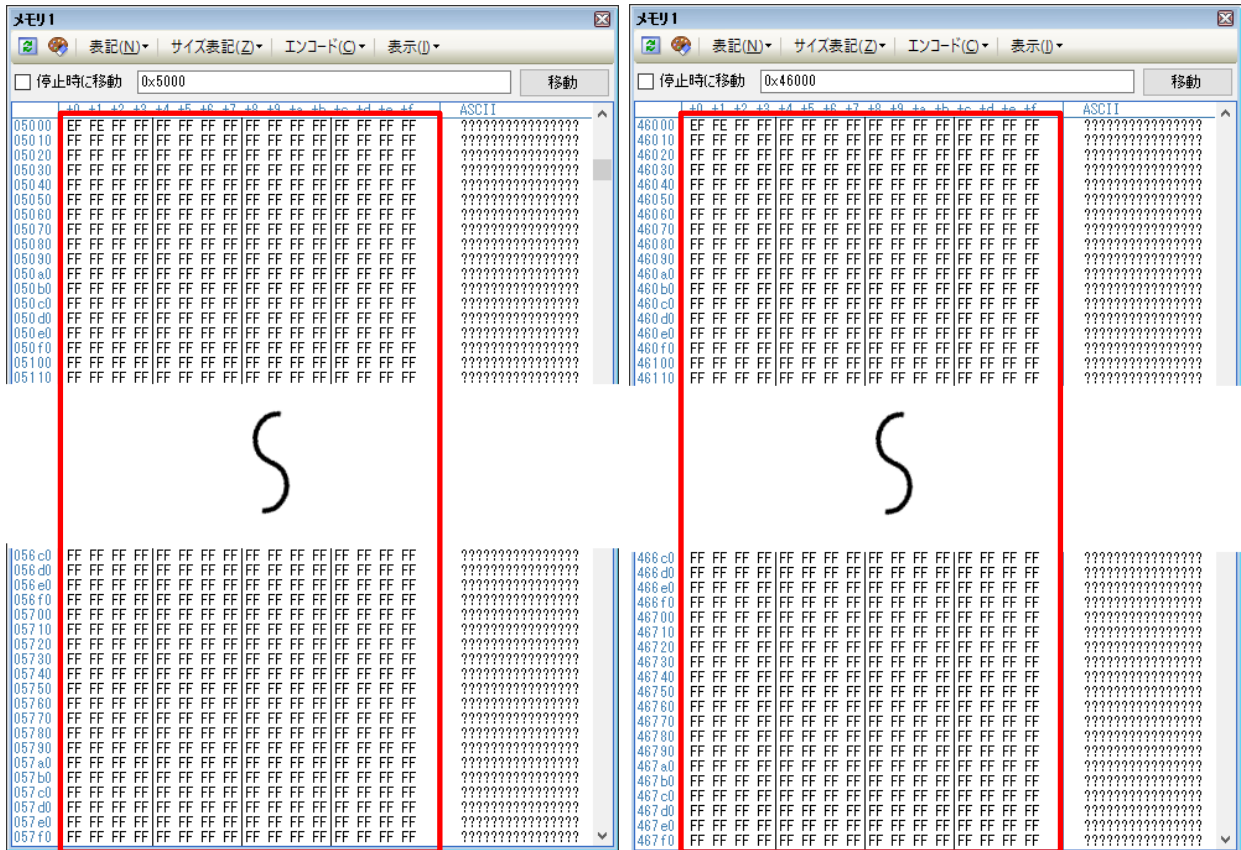 メモリ1
表記(N)▾ サイズ表記(Z)▾ エンコード(C)▾ 表示(I)▾
停止時に移動 0x5000 移動
+0 +1 +2 +3 +4 +5 +6 +7 +8 +9 +a +b +c +d +e +f ASCII
05000 EF FE FF FF FF FF FF FF FF FF FF FF FF FF FF FF ????????????????
05010 FF FF FF FF FF FF FF FF FF FF FF FF FF FF FF FF ????????????????
05020 FF FF FF FF FF FF FF FF FF FF FF FF FF FF FF FF ????????????????
05030 FF FF FF FF FF FF FF FF FF FF FF FF FF FF FF FF ????????????????
05040 FF FF FF FF FF FF FF FF FF FF FF FF FF FF FF FF ????????????????
05050 FF FF FF FF FF FF FF FF FF FF FF FF FF FF FF FF ????????????????
05060 FF FF FF FF FF FF FF FF FF FF FF FF FF FF FF FF ????????????????
05070 FF FF FF FF FF FF FF FF FF FF FF FF FF FF FF FF ????????????????
05080 FF FF FF FF FF FF FF FF FF FF FF FF FF FF FF FF ????????????????
05090 FF FF FF FF FF FF FF FF FF FF FF FF FF FF FF FF ????????????????
050a0 FF FF FF FF FF FF FF FF FF FF FF FF FF FF FF FF ????????????????
050b0 FF FF FF FF FF FF FF FF FF FF FF FF FF FF FF FF ????????????????
050c0 FF FF FF FF FF FF FF FF FF FF FF FF FF FF FF FF ????????????????
050d0 FF FF FF FF FF FF FF FF FF FF FF FF FF FF FF FF ????????????????
050e0 FF FF FF FF FF FF FF FF FF FF FF FF FF FF FF FF ????????????????
050f0 FF FF FF FF FF FF FF FF FF FF FF FF FF FF FF FF ????????????????
05100 FF FF FF FF FF FF FF FF FF FF FF FF FF FF FF FF ????????????????
05110 FF FF FF FF FF FF FF FF FF FF FF FF FF FF FF FF ????????????????
056c0 FF FF FF FF FF FF FF FF FF FF FF FF FF FF FF FF ????????????????
056d0 FF FF FF FF FF FF FF FF FF FF FF FF FF FF FF FF ????????????????
056e0 FF FF FF FF FF FF FF FF FF FF FF FF FF FF FF FF ????????????????
056f0 FF FF FF FF FF FF FF FF FF FF FF FF FF FF FF FF ????????????????
05700 FF FF FF FF FF FF FF FF FF FF FF FF FF FF FF FF ????????????????
05710 FF FF FF FF FF FF FF FF FF FF FF FF FF FF FF FF ????????????????
05720 FF FF FF FF FF FF FF FF FF FF FF FF FF FF FF FF ????????????????
05730 FF FF FF FF FF FF FF FF FF FF FF FF FF FF FF FF ????????????????
05740 FF FF FF FF FF FF FF FF FF FF FF FF FF FF FF FF ????????????????
05750 FF FF FF FF FF FF FF FF FF FF FF FF FF FF FF FF ????????????????
05760 FF FF FF FF FF FF FF FF FF FF FF FF FF FF FF FF ????????????????
05770 FF FF FF FF FF FF FF FF FF FF FF FF FF FF FF FF ????????????????
05780 FF FF FF FF FF FF FF FF FF FF FF FF FF FF FF FF ????????????????
05790 FF FF FF FF FF FF FF FF FF FF FF FF FF FF FF FF ????????????????
057a0 FF FF FF FF FF FF FF FF FF FF FF FF FF FF FF FF ????????????????
057b0 FF FF FF FF FF FF FF FF FF FF FF FF FF FF FF FF ????????????????
057c0 FF FF FF FF FF FF FF FF FF FF FF FF FF FF FF FF ????????????????
057d0 FF FF FF FF FF FF FF FF FF FF FF FF FF FF FF FF ????????????????
057e0 FF FF FF FF FF FF FF FF FF FF FF FF FF FF FF FF ????????????????
057f0 FF FF FF FF FF FF FF FF FF FF FF FF FF FF FF FF ????????????????
メモリ1
表記(N)▾ サイズ表記(Z)▾ エンコード(C)▾ 表示(I)▾
停止時に移動 0x46000 移動
+0 +1 +2 +3 +4 +5 +6 +7 +8 +9 +a +b +c +d +e +f ASCII
46000 EF FE FF FF FF FF FF FF FF FF FF FF FF FF FF FF ????????????????
46010 FF FF FF FF FF FF FF FF FF FF FF FF FF FF FF FF ????????????????
46020 FF FF FF FF FF FF FF FF FF FF FF FF FF FF FF FF ????????????????
46030 FF FF FF FF FF FF FF FF FF FF FF FF FF FF FF FF ????????????????
46040 FF FF FF FF FF FF FF FF FF FF FF FF FF FF FF FF ????????????????
46050 FF FF FF FF FF FF FF FF FF FF FF FF FF FF FF FF ????????????????
46060 FF FF FF FF FF FF FF FF FF FF FF FF FF FF FF FF ????????????????
46070 FF FF FF FF FF FF FF FF FF FF FF FF FF FF FF FF ????????????????
46080 FF FF FF FF FF FF FF FF FF FF FF FF FF FF FF FF ????????????????
46090 FF FF FF FF FF FF FF FF FF FF FF FF FF FF FF FF ????????????????
460a0 FF FF FF FF FF FF FF FF FF FF FF FF FF FF FF FF ????????????????
460b0 FF FF FF FF FF FF FF FF FF FF FF FF FF FF FF FF ????????????????
460c0 FF FF FF FF FF FF FF FF FF FF FF FF FF FF FF FF ????????????????
460d0 FF FF FF FF FF FF FF FF FF FF FF FF FF FF FF FF ????????????????
460e0 FF FF FF FF FF FF FF FF FF FF FF FF FF FF FF FF ????????????????
460f0 FF FF FF FF FF FF FF FF FF FF FF FF FF FF FF FF ????????????????
46100 FF FF FF FF FF FF FF FF FF FF FF FF FF FF FF FF ????????????????
46110 FF FF FF FF FF FF FF FF FF FF FF FF FF FF FF FF ????????????????
466c0 FF FF FF FF FF FF FF FF FF FF FF FF FF FF FF FF ????????????????
466d0 FF FF FF FF FF FF FF FF FF FF FF FF FF FF FF FF ????????????????
466e0 FF FF FF FF FF FF FF FF FF FF FF FF FF FF FF FF ????????????????
466f0 FF FF FF FF FF FF FF FF FF FF FF FF FF FF FF FF ????????????????
46700 FF FF FF FF FF FF FF FF FF FF FF FF FF FF FF FF ????????????????
46710 FF FF FF FF FF FF FF FF FF FF FF FF FF FF FF FF ????????????????
46720 FF FF FF FF FF FF FF FF FF FF FF FF FF FF FF FF ????????????????
46730 FF FF FF FF FF FF FF FF FF FF FF FF FF FF FF FF ????????????????
46740 FF FF FF FF FF FF FF FF FF FF FF FF FF FF FF FF ????????????????
46750 FF FF FF FF FF FF FF FF FF FF FF FF FF FF FF FF ????????????????
46760 FF FF FF FF FF FF FF FF FF FF FF FF FF FF FF FF ????????????????
46770 FF FF FF FF FF FF FF FF FF FF FF FF FF FF FF FF ????????????????
46780 FF FF FF FF FF FF FF FF FF FF FF FF FF FF FF FF ????????????????
46790 FF FF FF FF FF FF FF FF FF FF FF FF FF FF FF FF ????????????????
467a0 FF FF FF FF FF FF FF FF FF FF FF FF FF FF FF FF ????????????????
467b0 FF FF FF FF FF FF FF FF FF FF FF FF FF FF FF FF ????????????????
467c0 FF FF FF FF FF FF FF FF FF FF FF FF FF FF FF FF ????????????????
467d0 FF FF FF FF FF FF FF FF FF FF FF FF FF FF FF FF ????????????????
467e0 FF FF FF FF FF FF FF FF FF FF FF FF FF FF FF FF ????????????????
467f0 FF FF FF FF FF FF FF FF FF FF FF FF FF FF FF FF ????????????????